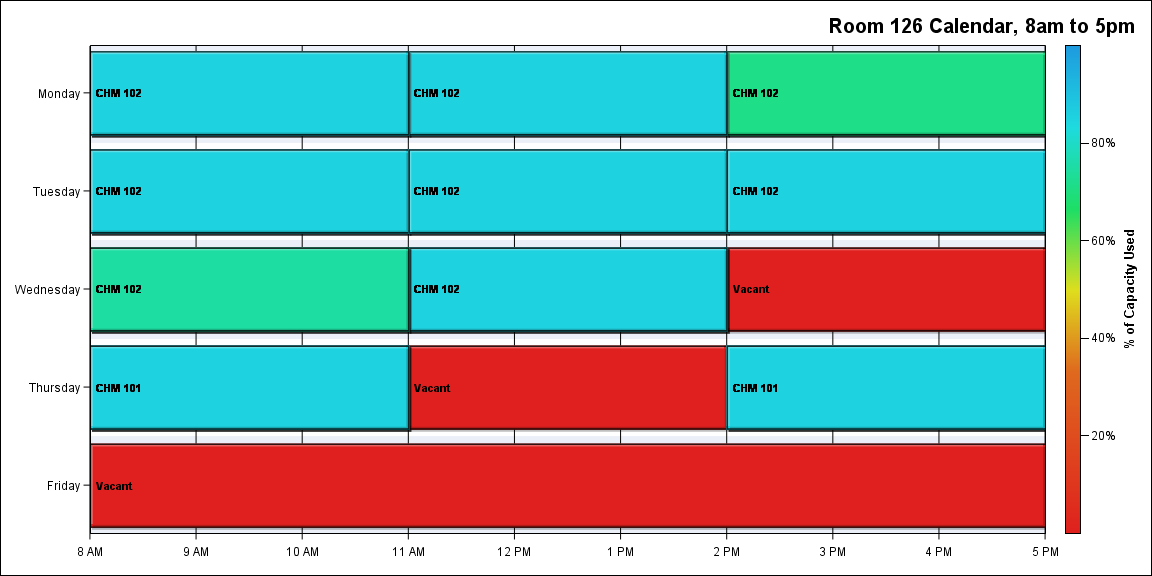 Room 126 Calendar, 8am to 5pm
Monday
CHM 102
CHM 102
CHM 102
Tuesday
CHM 102
CHM 102
CHM 102
Wednesday
CHM 102
CHM 102
Vacant
Thursday
CHM 101
Vacant
CHM 101
Friday
Vacant
8 AM
9 AM
10 AM
11 AM
12 PM
1 PM
2 PM
3 PM
4 PM
5 PM
80%
60%
40%
20%
% of Capacity Used